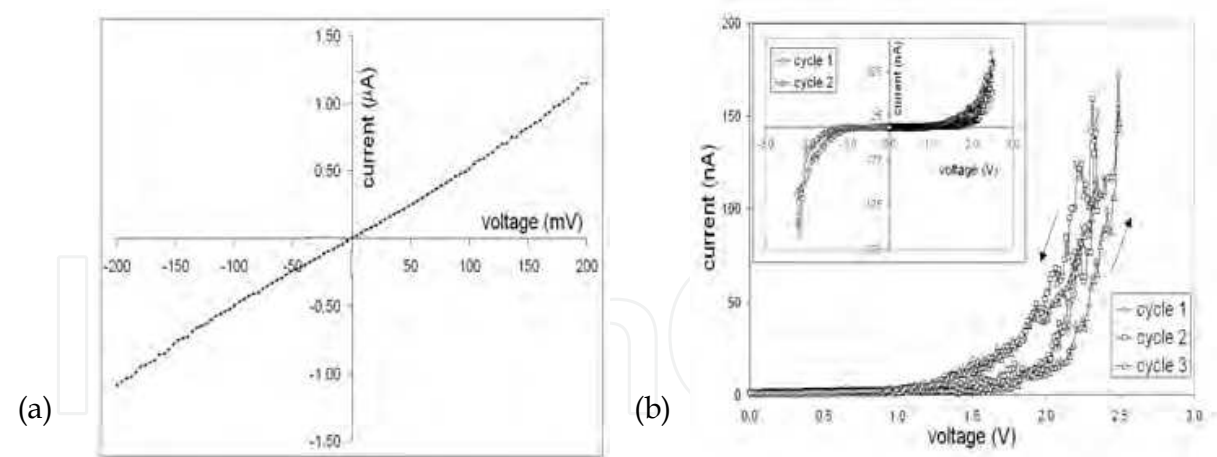 (a)
1.50
1.00
0.50
-0.50
-1.00
-1.50
current (µA)
voltage (mV)
-200
-150
-100
-50
0
50
100
150
200
(b)
200
150
100
50
0
current (nA)
0.0
0.5
1.0
1.5
2.0
2.5
3.0
voltage (V)
cycle 1
cycle 2
cycle 3
cycle 1
cycle 2
current (nA)
voltage (V)
2.0